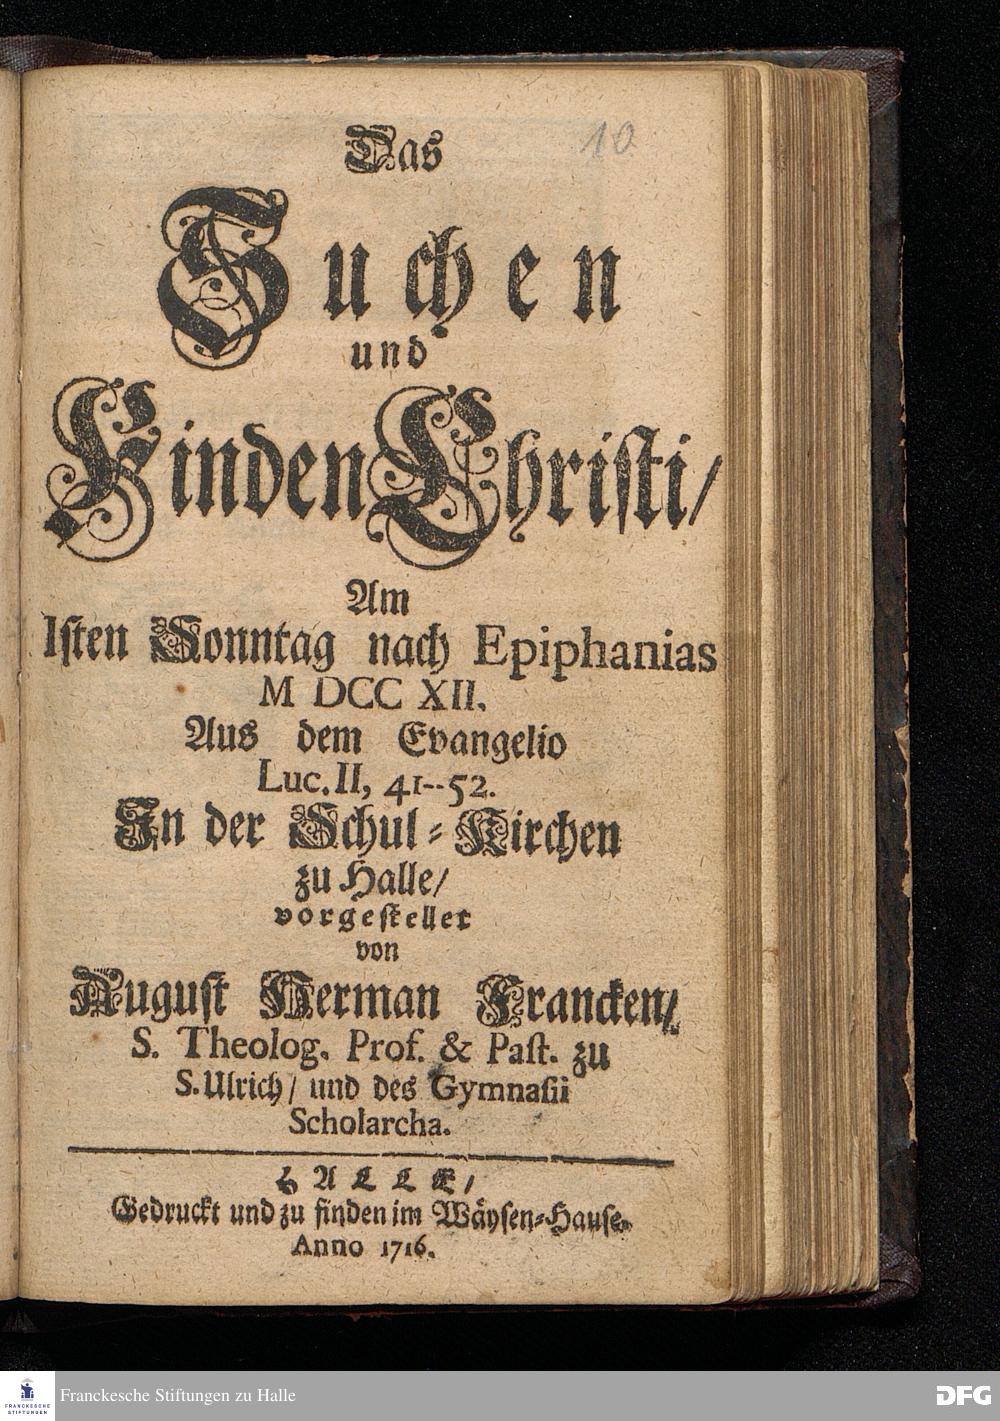 10
Das
Suchen
und
Finden Christi/
Am
Isten Sonntag nach Epiphanias
M DCC XII.
Aus dem Evangelio
Luc. II, 41--52.
In der Schul-Kirchen
zu Halle/
vorgestellet
von
August Herman Francken/
S. Theolog. Prof. & Past. zu
S. Ulrich/ und des Gymnasii
Scholarcha.
HALLE/
Gedruckt und zu finden im Wäysen-Hause.
Anno 1716.
FRANCKESCHE
STIFTUNGEN
Franckesche Stiftungen zu Halle
DFG